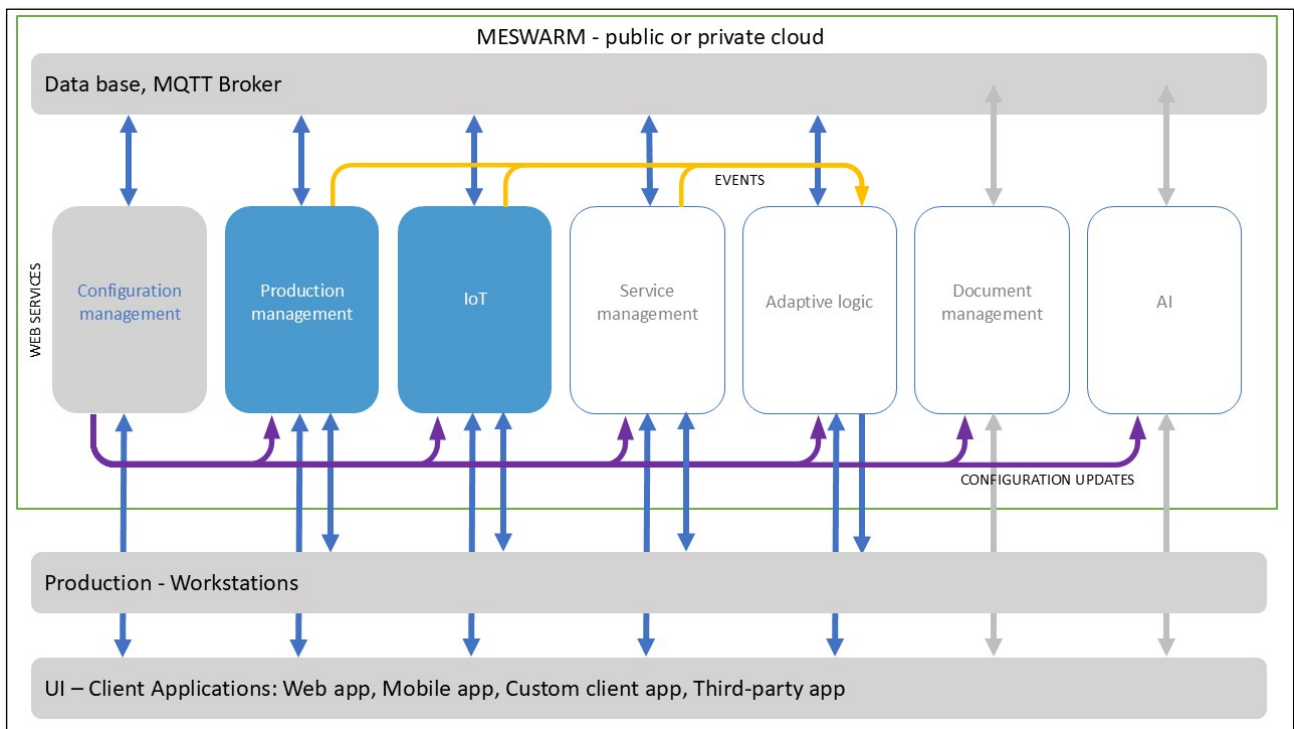 MESWARM - public or private cloud
Data base, MQTT Broker
EVENTS
WEB SERVICES
Configuration
management
Production
management
IoT
Service
management
Adaptive logic
Document
management
AI
CONFIGURATION UPDATES
Production - Workstations
UI – Client Applications: Web app, Mobile app, Custom client app, Third-party app